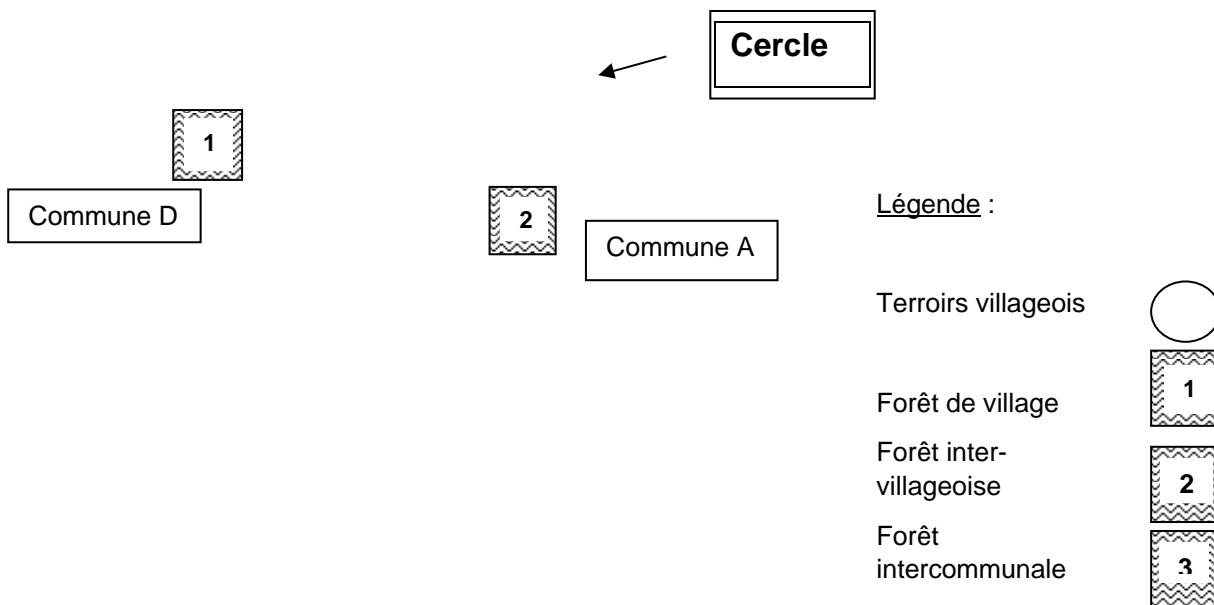 Cercle
1
Commune D
2
Commune A
Légende :
Terroirs villageois
Forêt de village
1
Forêt inter-
villageoise
2
Forêt
intercommunale
3